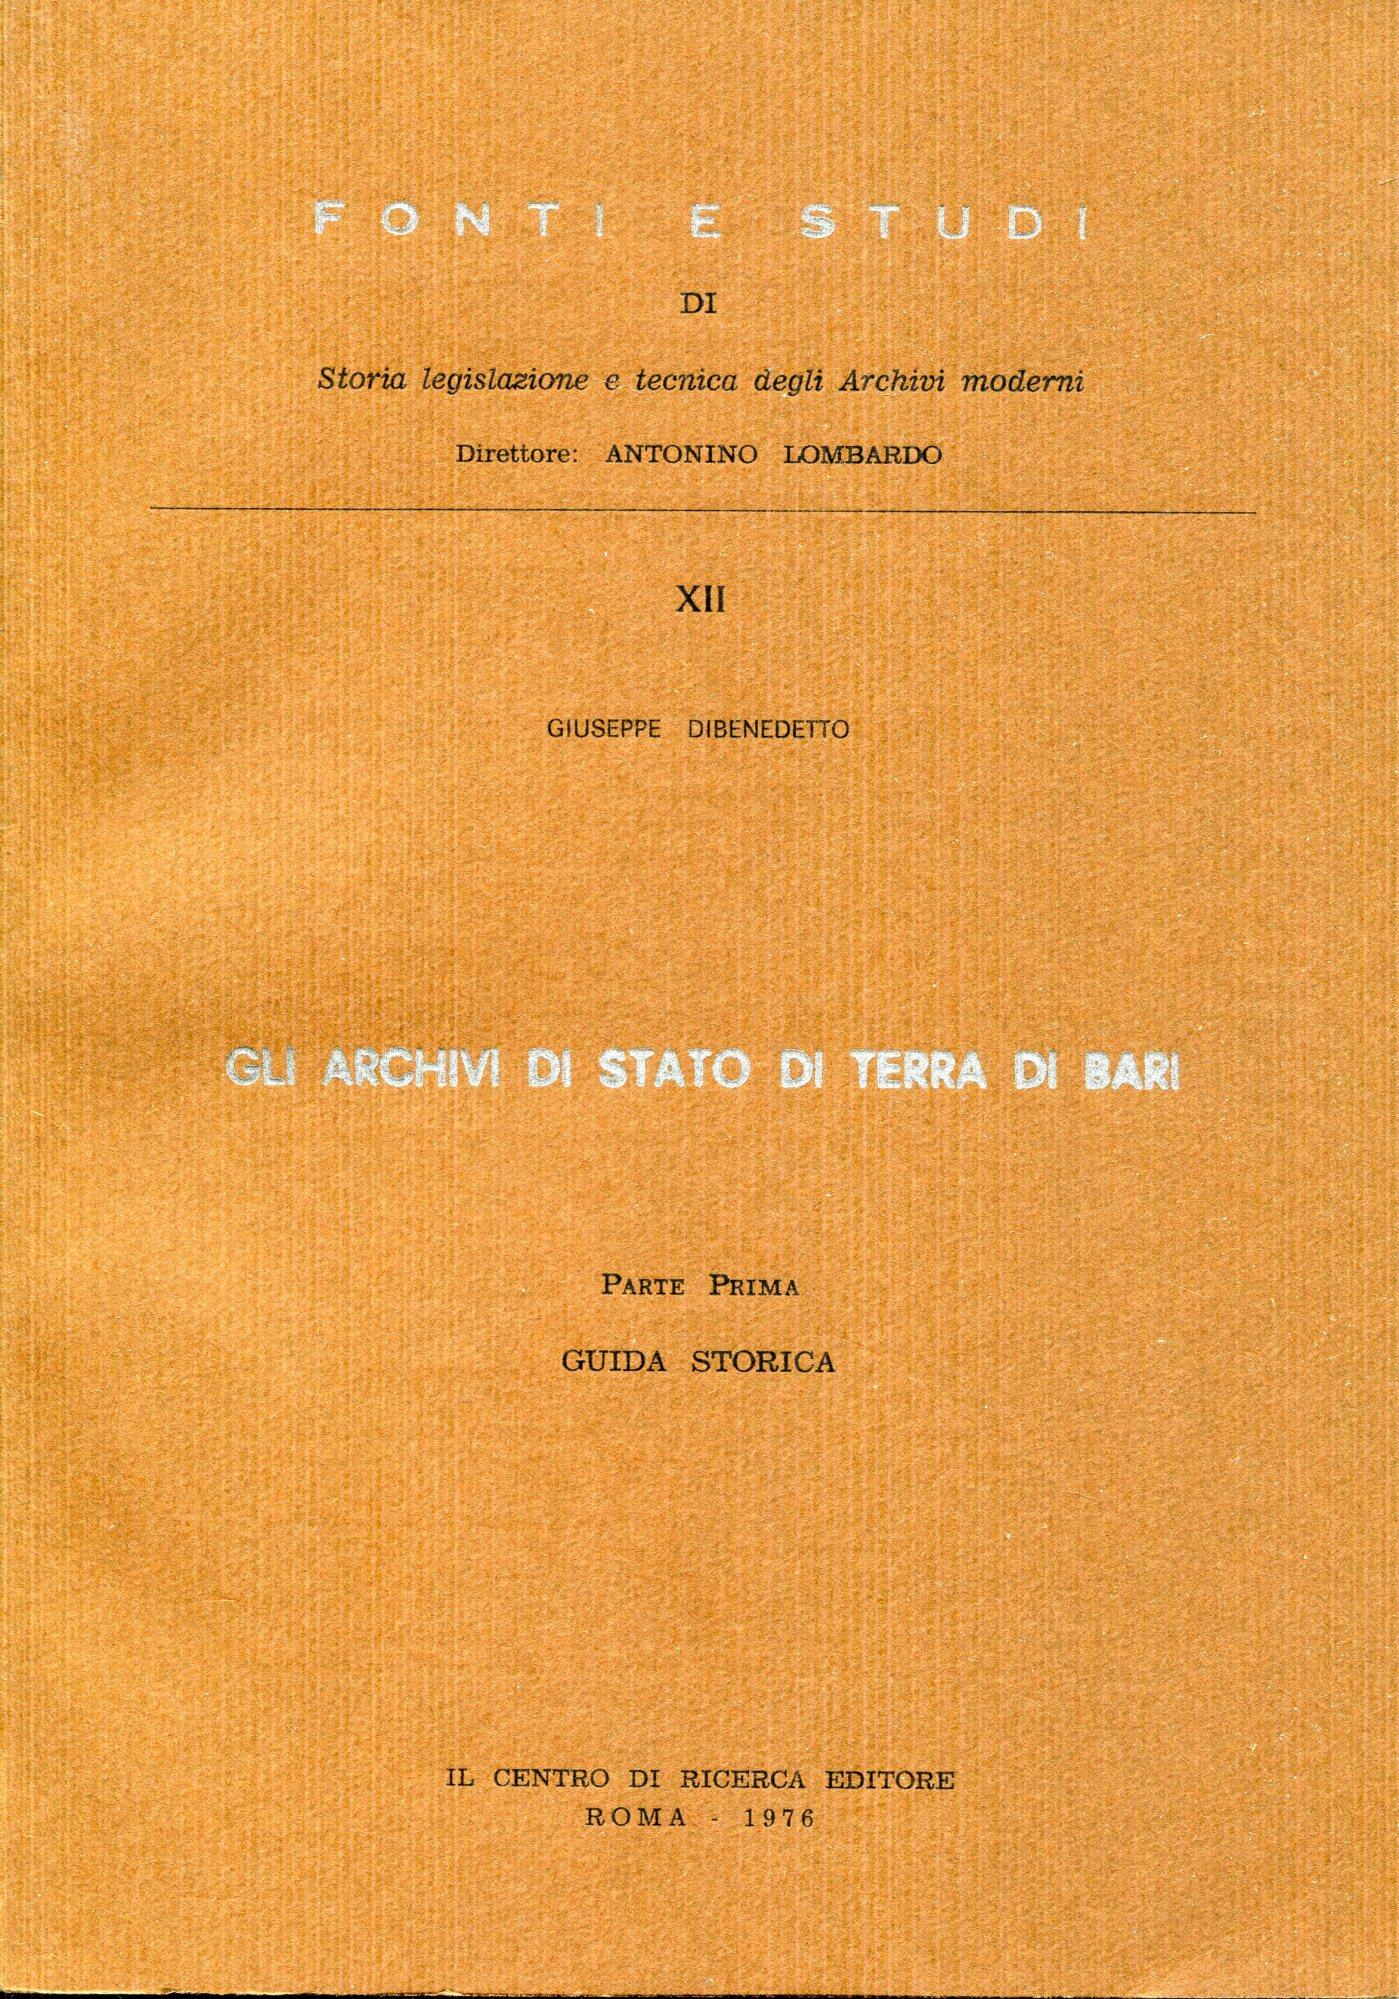 FONTI E STUDI
DI
Storia legislazione e tecnica degli Archivi moderni
Direttore: ANTONINO LOMBARDO
XII
GIUSEPPE DIBENEDETTO
GLI ARCHIVI DI STATO DI TERRA DI BARI
PARTE PRIMA
GUIDA STORICA
IL CENTRO DI RICERCA EDITORE
ROMA - 1976